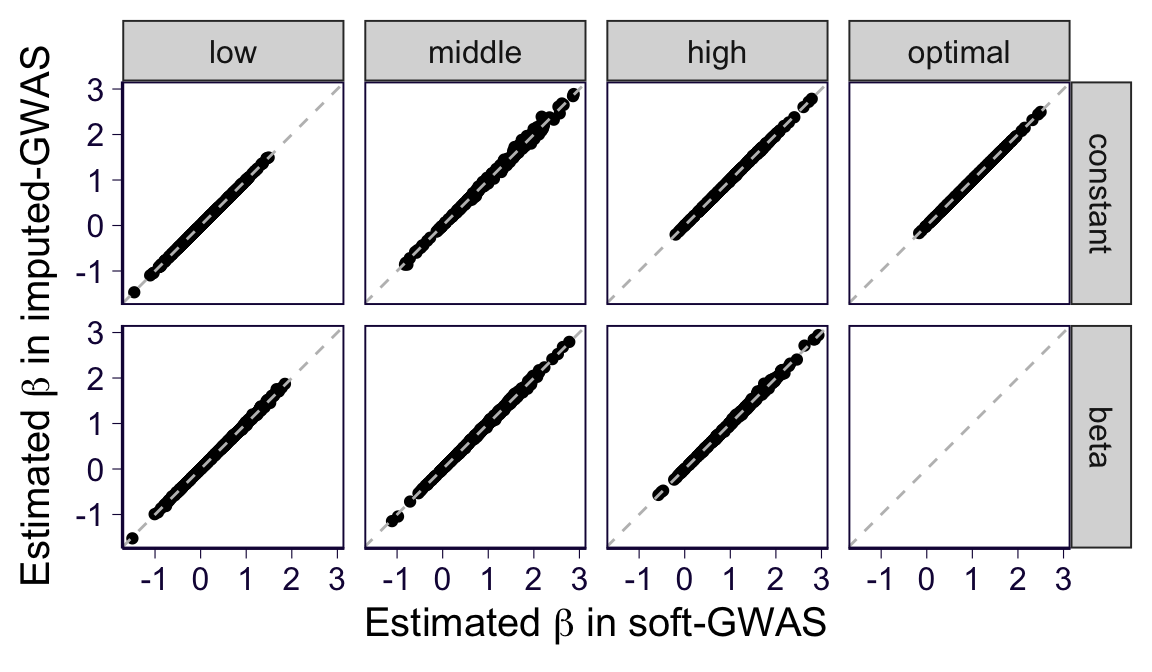 low middle high optimal
Estimated β in imputed-GWAS
3
2
1
0
-1
constant
3
2
1
0
-1
beta
-1 0 1 2 3 -1 0 1 2 3 -1 0 1 2 3 -1 0 1 2 3
Estimated β in soft-GWAS